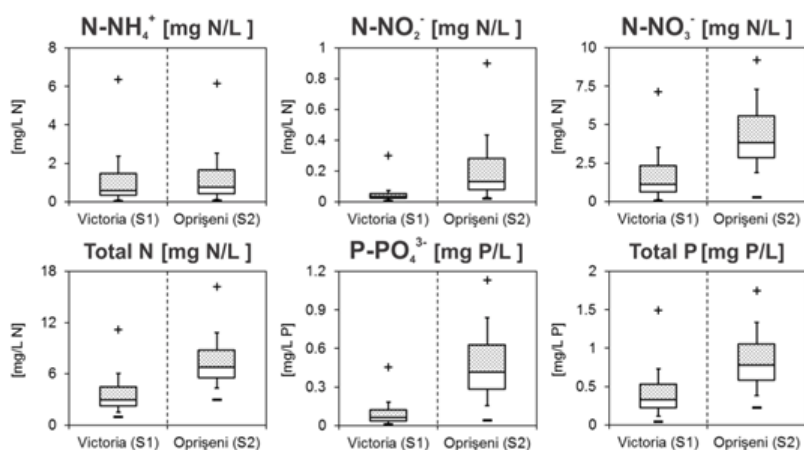 N-NH₄⁺ [mg N/L ]
N-NO₂⁻ [mg N/L ]
N-NO₃⁻ [mg N/L ]
[mg/L N]
8
6
4
2
0
Victoria (S1)
Oprişeni (S2)
[mg/L N]
1
0.8
0.6
0.4
0.2
0
Victoria (S1)
Oprişeni (S2)
[mg/L N]
10
7.5
5
2.5
0
Victoria (S1)
Oprişeni (S2)
Total N [mg N/L ]
P-PO₄³⁻ [mg P/L ]
Total P [mg P/L]
[mg/L N]
18
12
6
0
Victoria (S1)
Oprişeni (S2)
[mg/L P]
1.2
0.9
0.6
0.3
0
Victoria (S1)
Oprişeni (S2)
[mg/L P]
2
1.5
1
0.5
0
Victoria (S1)
Oprişeni (S2)